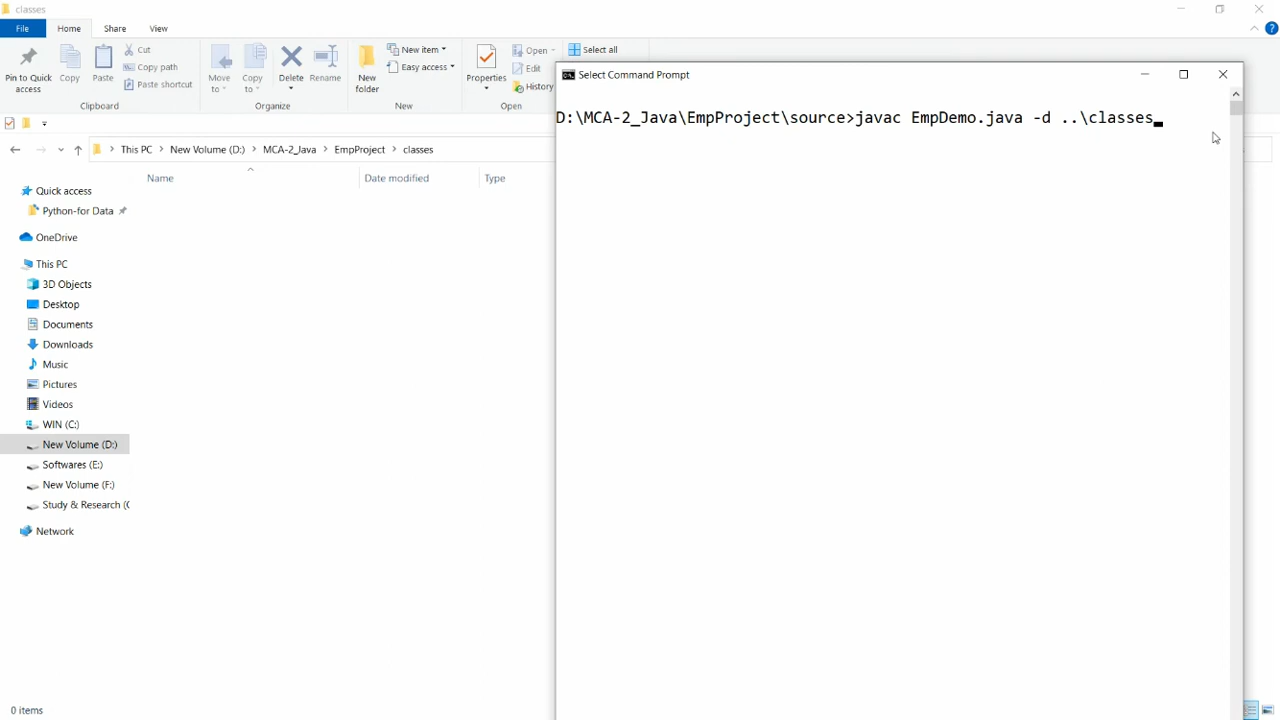 classes
File Home Share View
Pin to Quick access
Copy
Paste
Cut
Copy path
Paste shortcut
Clipboard
Move to
Copy to
Delete
Rename
Organize
New folder
New item
Easy access
New
Properties
Open
Edit
History
Open
Select all
This PC > New Volume (D:) > MCA-2_Java > EmpProject > classes
Name Date modified Type
Quick access
Python-for Data
OneDrive
This PC
3D Objects
Desktop
Documents
Downloads
Music
Pictures
Videos
WIN (C:)
New Volume (D:)
Softwares (E:)
New Volume (F:)
Study & Research (
Network
0 items
Select Command Prompt
D:\MCA-2_Java\EmpProject\source>javac EmpDemo.java -d ..\classes